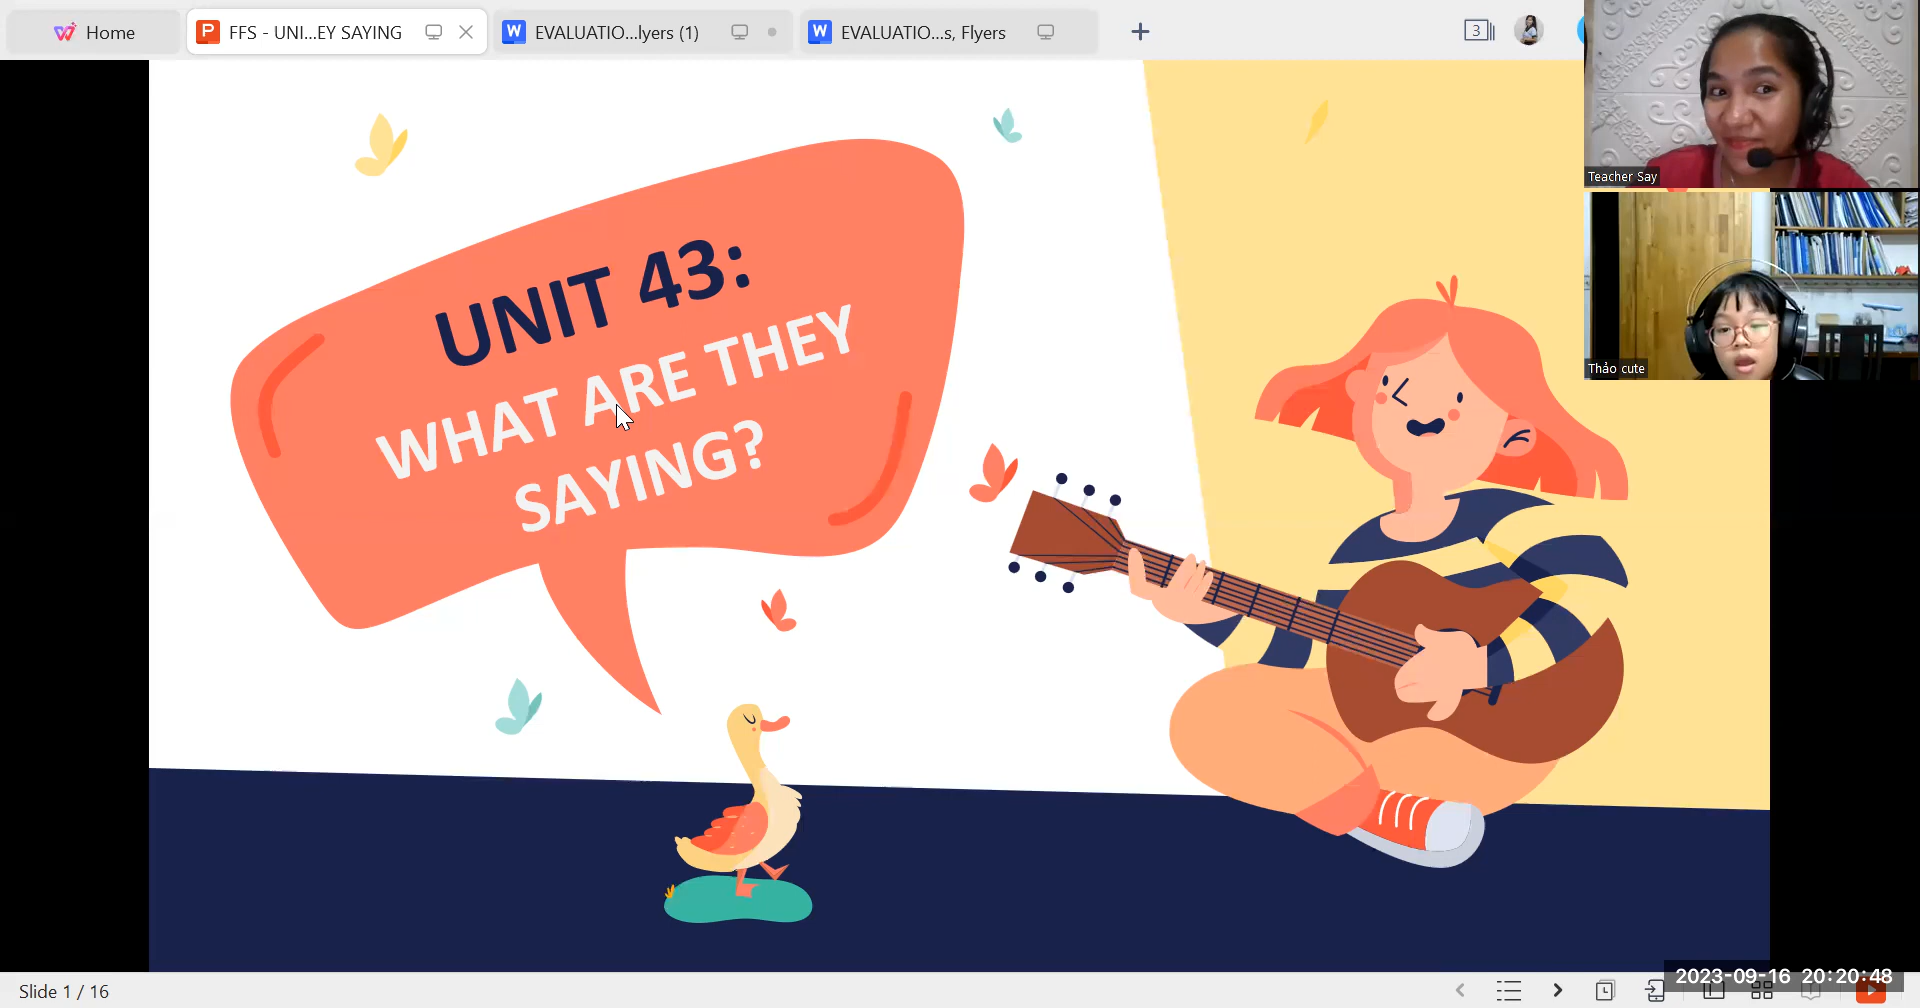 Home
FFS - UNI...EY SAYING
EVALUATIO...lyers (1)
EVALUATIO...s, Flyers
3
Teacher Say
Thảo cute
UNIT 43:
WHAT ARE THEY
SAYING?
Slide 1 / 16
2023-09-16 20:20:48